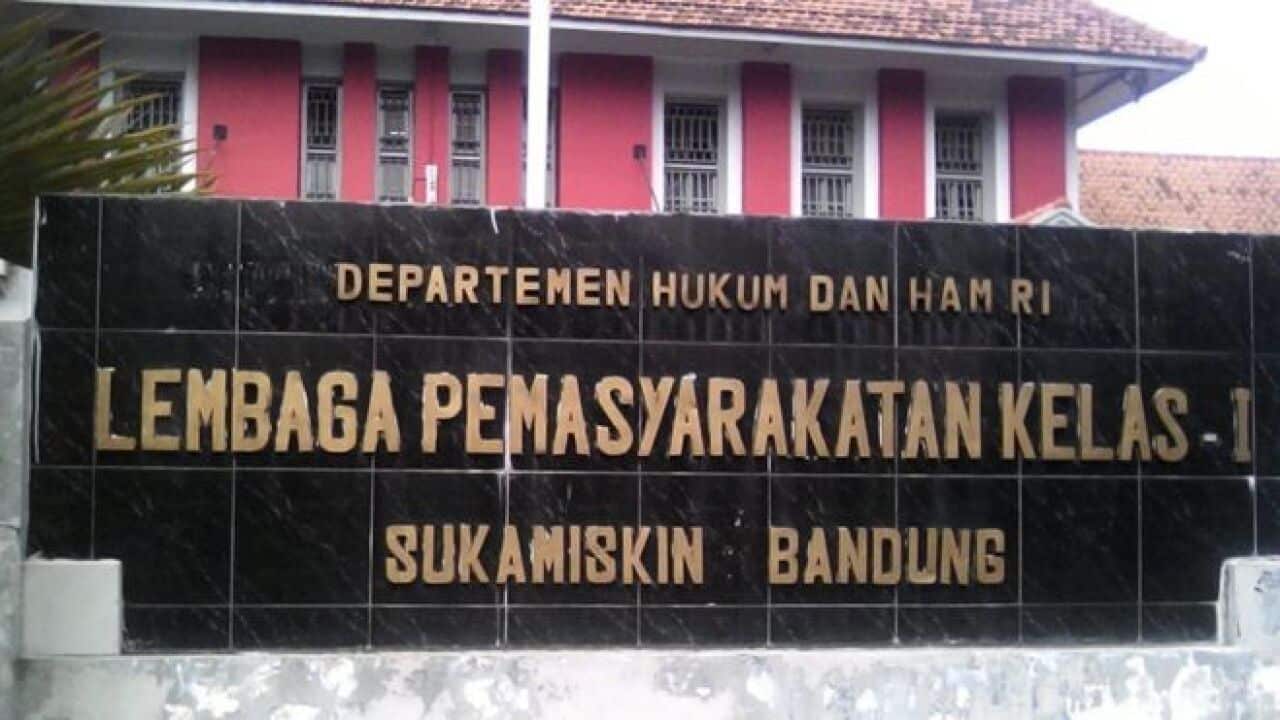 DEPARTEMEN HUKUM DAN HAM RI
LEMBAGA PEMASYARAKATAN KELAS - I
SUKAMISKIN BANDUNG